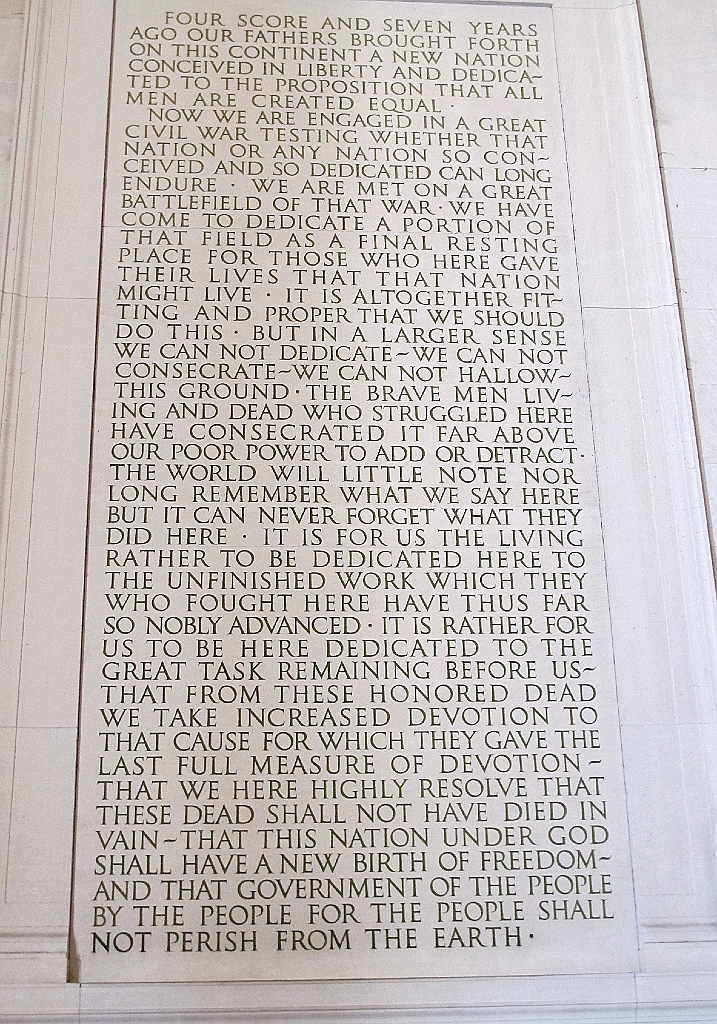 FOUR SCORE AND SEVEN YEARS
AGO OUR FATHERS BROUGHT FORTH
ON THIS CONTINENT A NEW NATION
CONCEIVED IN LIBERTY AND DEDICA~
TED TO THE PROPOSITION THAT ALL
MEN ARE CREATED EQUAL ·
NOW WE ARE ENGAGED IN A GREAT
CIVIL WAR TESTING WHETHER THAT
NATION OR ANY NATION SO CON~
CEIVED AND SO DEDICATED CAN LONG
ENDURE · WE ARE MET ON A GREAT
BATTLEFIELD OF THAT WAR · WE HAVE
COME TO DEDICATE A PORTION OF
THAT FIELD AS A FINAL RESTING
PLACE FOR THOSE WHO HERE GAVE
THEIR LIVES THAT THAT NATION
MIGHT LIVE · IT IS ALTOGETHER FIT~
TING AND PROPER THAT WE SHOULD
DO THIS · BUT IN A LARGER SENSE
WE CAN NOT DEDICATE~WE CAN NOT
CONSECRATE~WE CAN NOT HALLOW~
THIS GROUND · THE BRAVE MEN LIV~
ING AND DEAD WHO STRUGGLED HERE
HAVE CONSECRATED IT FAR ABOVE
OUR POOR POWER TO ADD OR DETRACT ·
THE WORLD WILL LITTLE NOTE NOR
LONG REMEMBER WHAT WE SAY HERE
BUT IT CAN NEVER FORGET WHAT THEY
DID HERE · IT IS FOR US THE LIVING
RATHER TO BE DEDICATED HERE TO
THE UNFINISHED WORK WHICH THEY
WHO FOUGHT HERE HAVE THUS FAR
SO NOBLY ADVANCED · IT IS RATHER FOR
US TO BE HERE DEDICATED TO THE
GREAT TASK REMAINING BEFORE US~
THAT FROM THESE HONORED DEAD
WE TAKE INCREASED DEVOTION TO
THAT CAUSE FOR WHICH THEY GAVE THE
LAST FULL MEASURE OF DEVOTION~
THAT WE HERE HIGHLY RESOLVE THAT
THESE DEAD SHALL NOT HAVE DIED IN
VAIN~THAT THIS NATION UNDER GOD
SHALL HAVE A NEW BIRTH OF FREEDOM~
AND THAT GOVERNMENT OF THE PEOPLE
BY THE PEOPLE FOR THE PEOPLE SHALL
NOT PERISH FROM THE EARTH ·